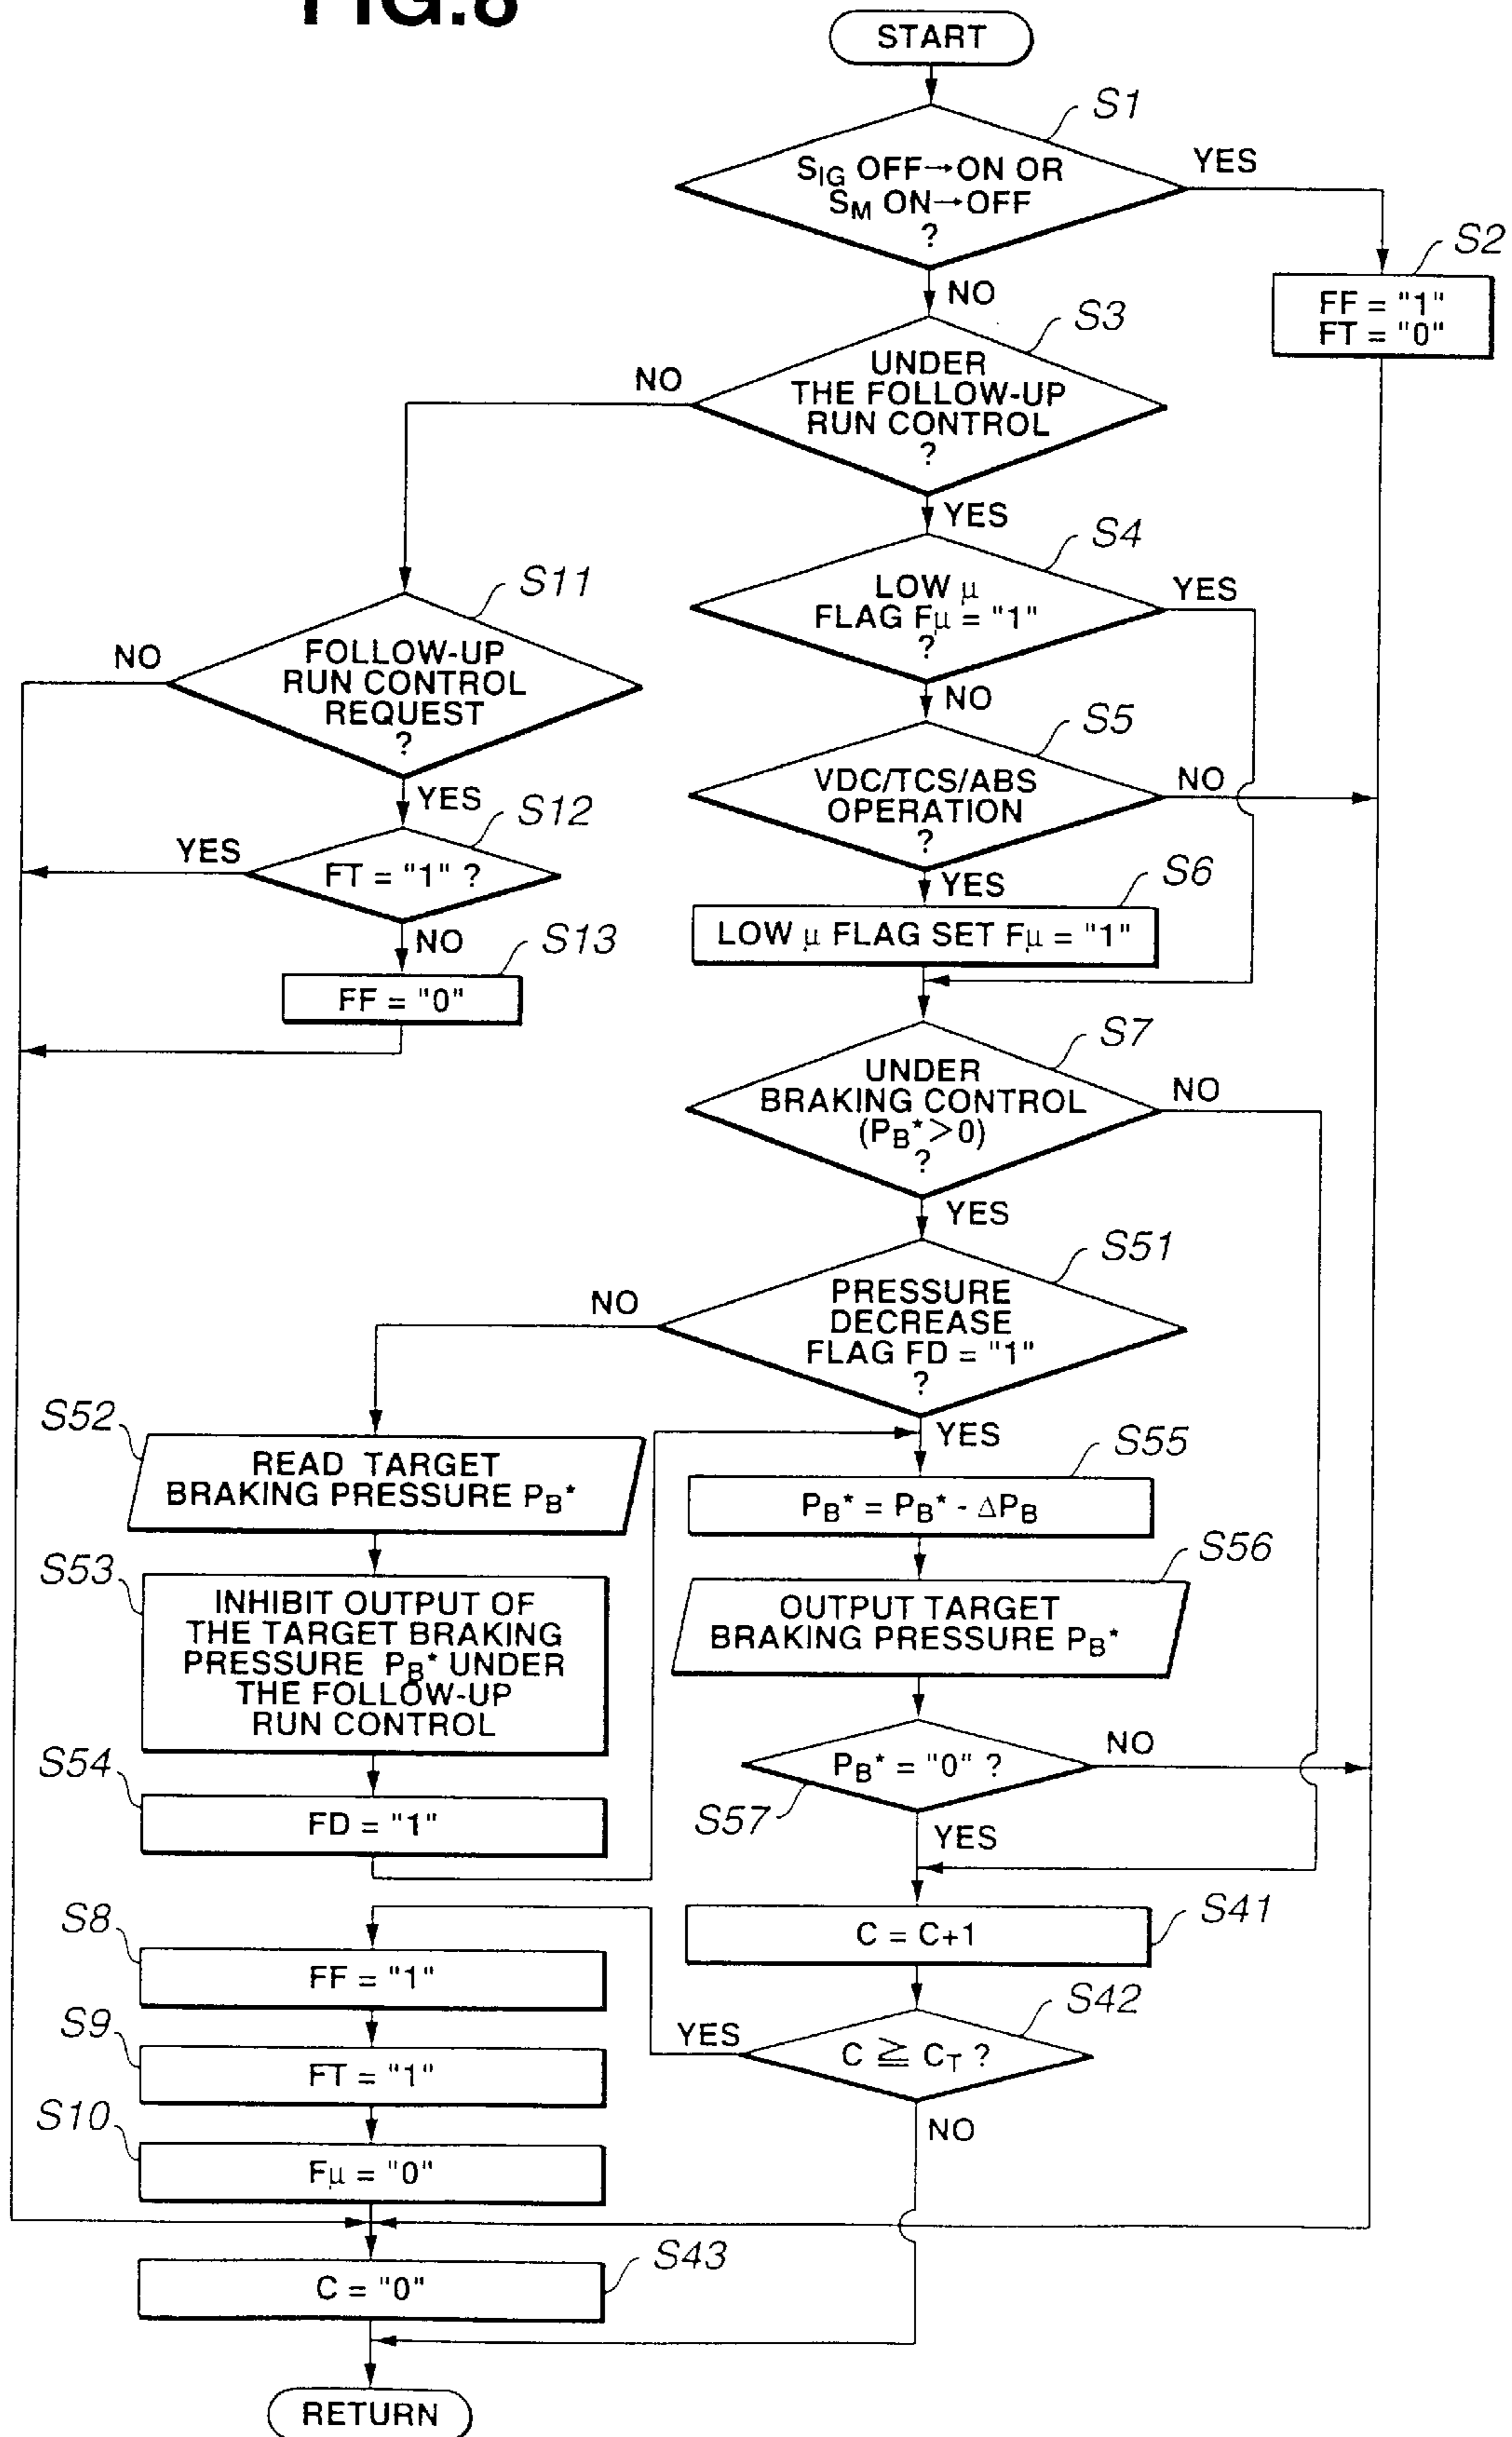 FIG.8
START
S1
SIG OFF→ON OR
SM ON→OFF
?
YES
S2
FF = "1"
FT = "0"
NO
S3
UNDER
THE FOLLOW-UP
RUN CONTROL
?
NO
YES
S4
LOW μ
FLAG Fμ = "1"
?
YES
S11
FOLLOW-UP
RUN CONTROL
REQUEST
?
NO
NO
S5
VDC/TCS/ABS
OPERATION
?
NO
YES
S12
FT = "1" ?
YES
YES
S6
LOW μ FLAG SET Fμ = "1"
NO
S13
FF = "0"
S7
UNDER
BRAKING CONTROL
(PB*>0)
?
NO
YES
S51
PRESSURE
DECREASE
FLAG FD = "1"
?
NO
YES
S52
READ TARGET
BRAKING PRESSURE PB*
S55
PB* = PB* - ΔPB
S53
INHIBIT OUTPUT OF
THE TARGET BRAKING
PRESSURE PB* UNDER
THE FOLLOW-UP
RUN CONTROL
S56
OUTPUT TARGET
BRAKING PRESSURE PB*
S54
FD = "1"
PB* = "0" ?
NO
S57
YES
S41
C = C+1
S8
FF = "1"
S42
C ≧ CT ?
YES
S9
FT = "1"
NO
S10
Fμ = "0"
S43
C = "0"
RETURN